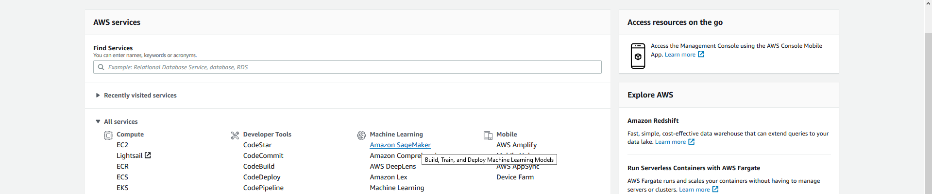 AWS services
Find Services
You can enter names, keywords or acronyms.
Example: Relational Database Service, database, RDS
Recently visited services
All services
Compute
EC2
Lightsail
ECR
ECS
EKS
Developer Tools
CodeStar
CodeCommit
CodeBuild
CodeDeploy
CodePipeline
Machine Learning
Amazon SageMaker
Build, Train, and Deploy Machine Learning Models
AWS DeepLens
Amazon Lex
Machine Learning
Mobile
AWS Amplify
AWS AppSync
Device Farm
Access resources on the go
Access the Management Console using the AWS Console Mobile
App. Learn more
Explore AWS
Amazon Redshift
Fast, simple, cost-effective data warehouse that can extend queries to your
data lake. Learn more
Run Serverless Containers with AWS Fargate
AWS Fargate runs and scales your containers without having to manage
servers or clusters. Learn more